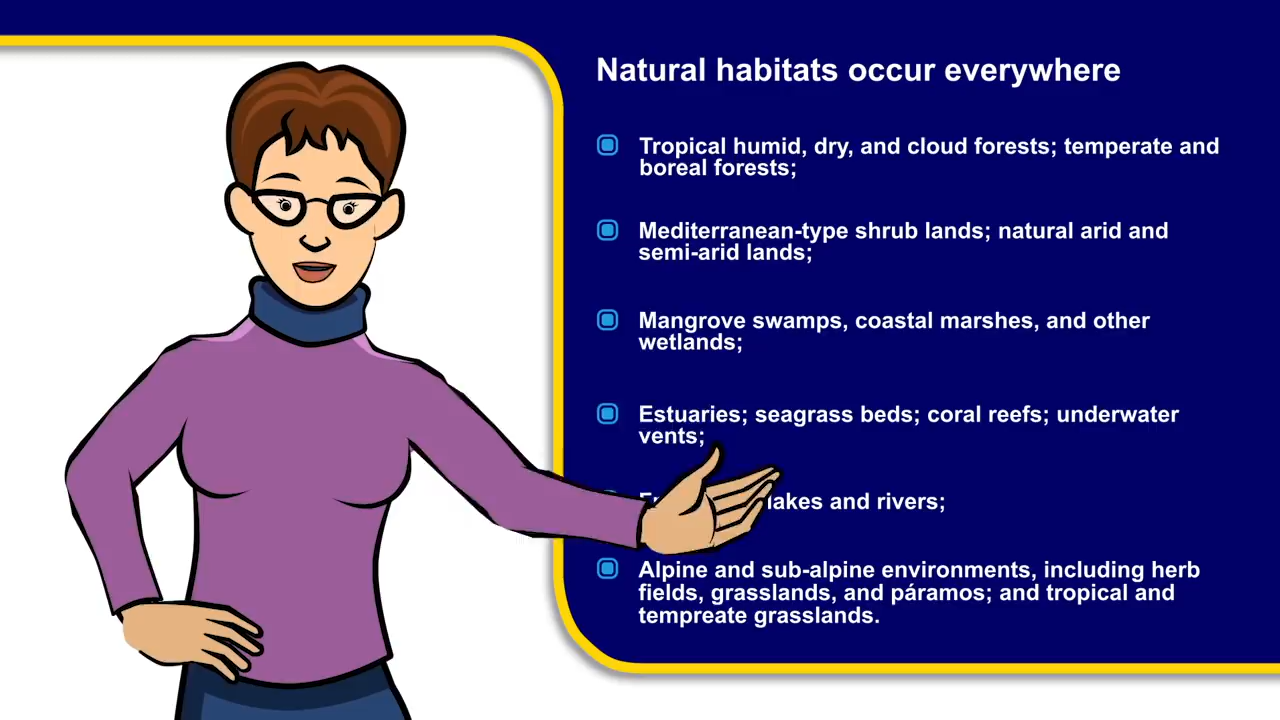 Natural habitats occur everywhere
Tropical humid, dry, and cloud forests; temperate and
boreal forests;
Mediterranean-type shrub lands; natural arid and
semi-arid lands;
Mangrove swamps, coastal marshes, and other
wetlands;
Estuaries; seagrass beds; coral reefs; underwater
vents;
lakes and rivers;
Alpine and sub-alpine environments, including herb
fields, grasslands, and páramos; and tropical and
tempreate grasslands.